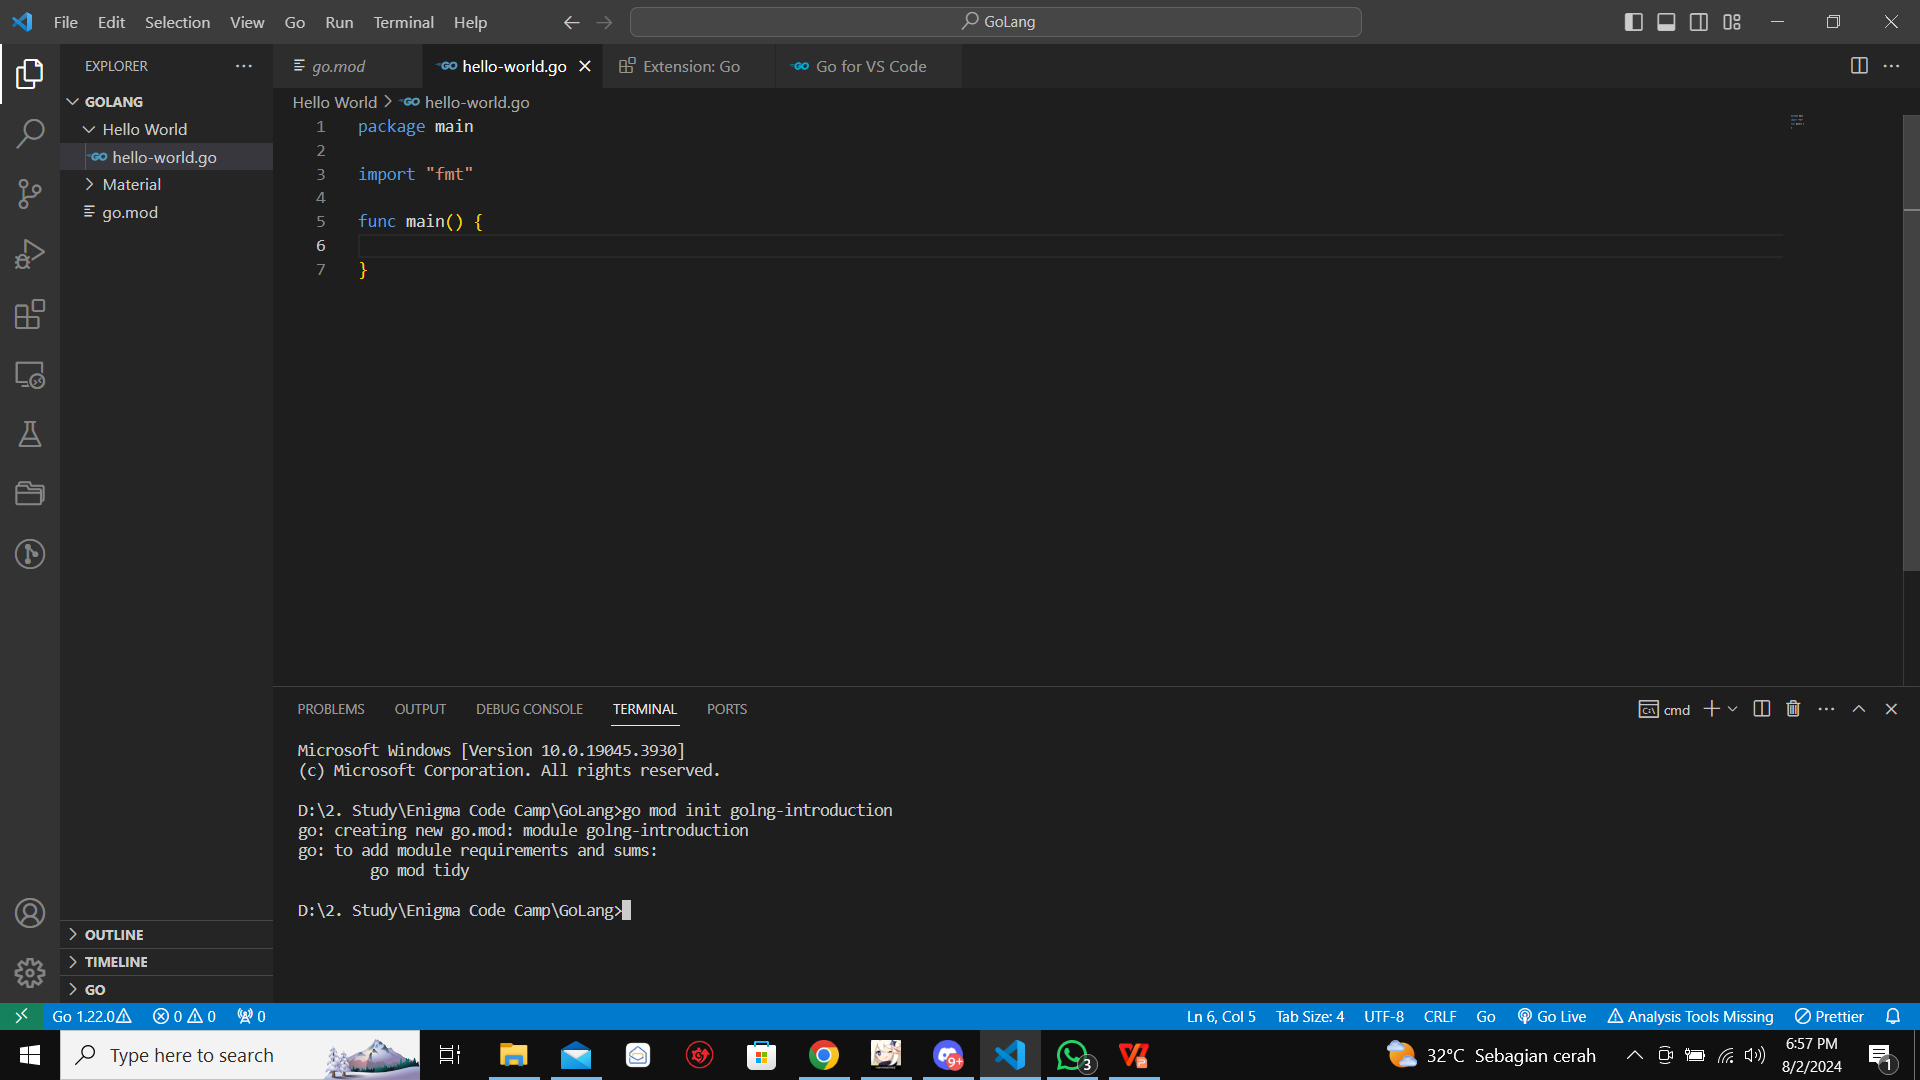 File Edit Selection View Go Run Terminal Help GoLang
EXPLORER
go.mod hello-world.go Extension: Go Go for VS Code
GOLANG
Hello World
hello-world.go
Material
go.mod
OUTLINE
TIMELINE
GO
Hello World hello-world.go
1 package main
2
3 import "fmt"
4
5 func main() {
6
7 }
PROBLEMS OUTPUT DEBUG CONSOLE TERMINAL PORTS
cmd
Microsoft Windows [Version 10.0.19045.3930]
(c) Microsoft Corporation. All rights reserved.
D:\2. Study\Enigma Code Camp\GoLang>go mod init golng-introduction
go: creating new go.mod: module golng-introduction
go: to add module requirements and sums:
go mod tidy
D:\2. Study\Enigma Code Camp\GoLang>
Go 1.22.0 0 0 0 Ln 6, Col 5 Tab Size: 4 UTF-8 CRLF Go Go Live Analysis Tools Missing Prettier
Type here to search
9+
3
32°C Sebagian cerah
6:57 PM
8/2/2024
1